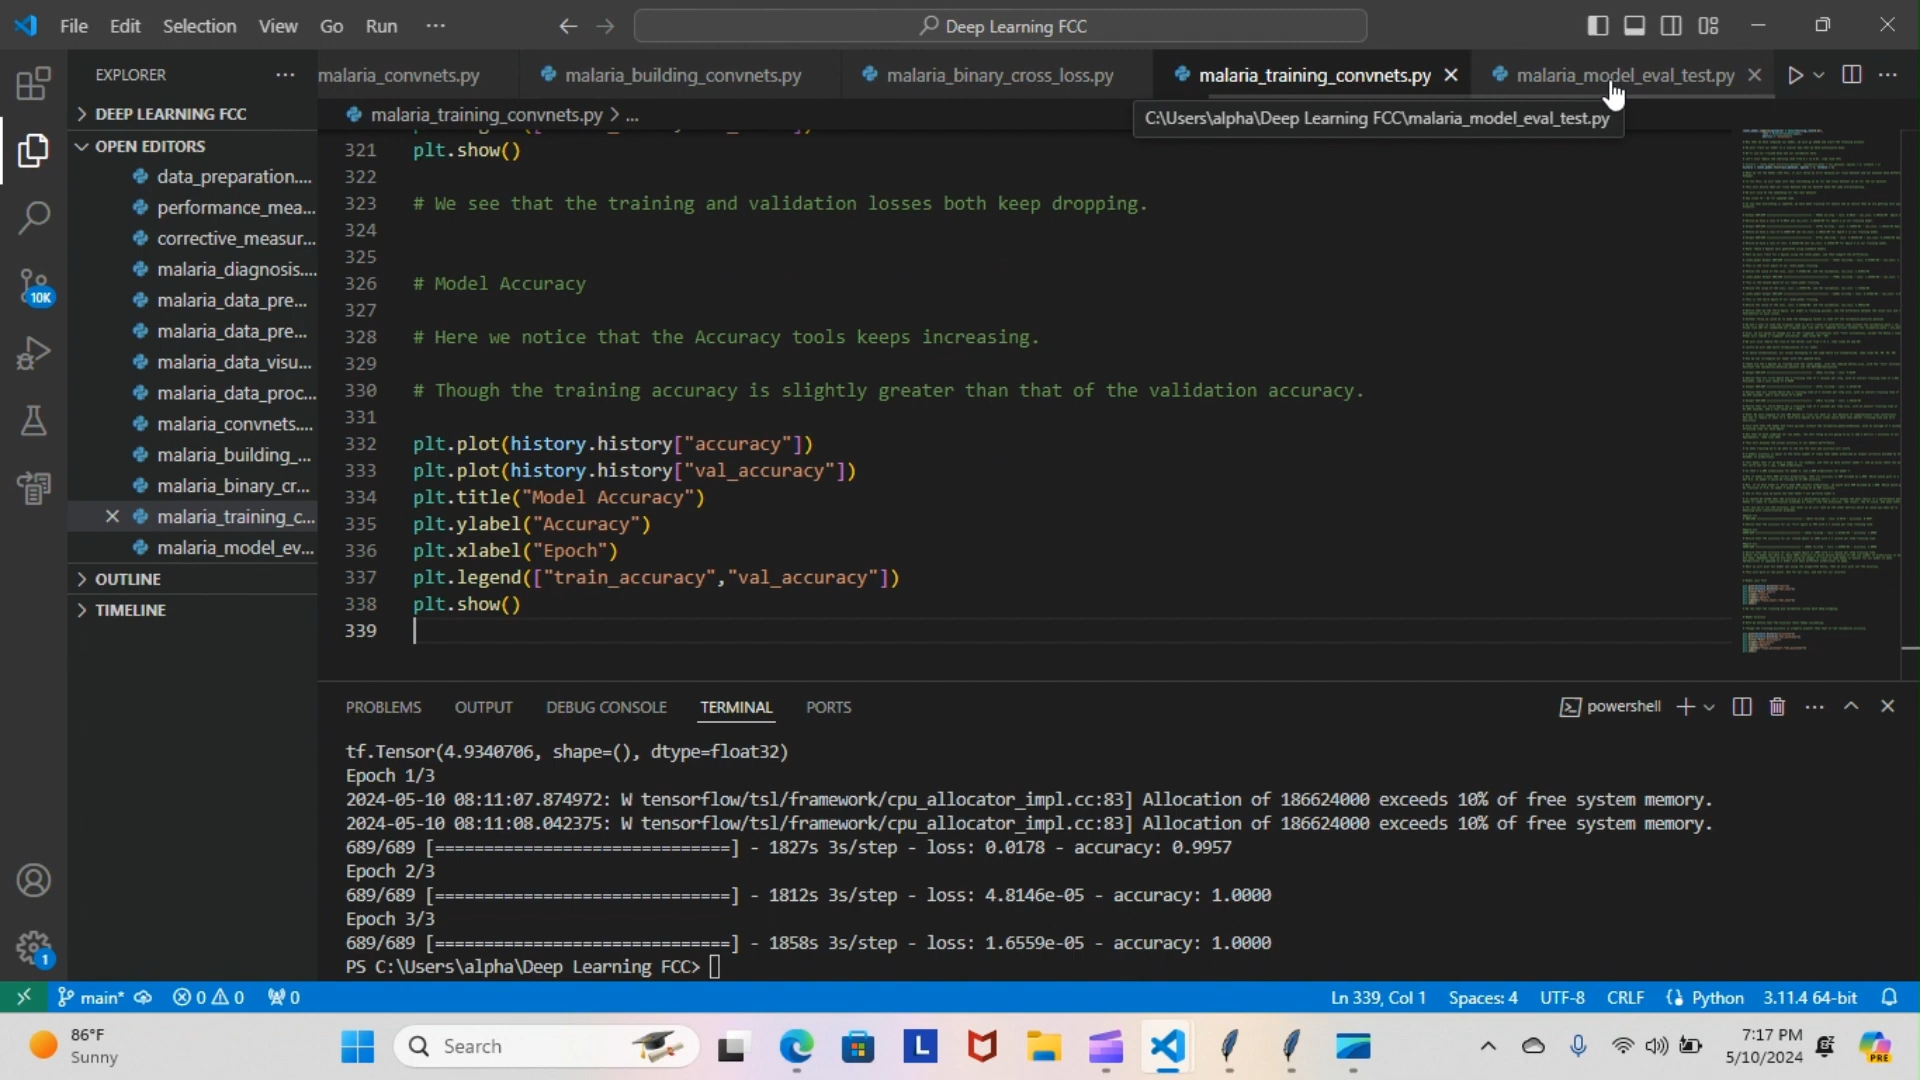 File Edit Selection View Go Run ...
Deep Learning FCC
EXPLORER ...
malaria_convnets.py
malaria_building_convnets.py
malaria_binary_cross_loss.py
malaria_training_convnets.py
malaria_model_eval_test.py
DEEP LEARNING FCC
OPEN EDITORS
data_preparation....
performance_mea...
corrective_measur...
malaria_diagnosis....
malaria_data_pre...
malaria_data_pre...
malaria_data_visu...
malaria_data_proc...
malaria_convnets....
malaria_building_...
malaria_binary_cr...
malaria_training_c...
malaria_model_ev...
OUTLINE
TIMELINE
10K
1
malaria_training_convnets.py > ...
C:\Users\alpha\Deep Learning FCC\malaria_model_eval_test.py
321 plt.show()
322
323 # We see that the training and validation losses both keep dropping.
324
325
326 # Model Accuracy
327
328 # Here we notice that the Accuracy tools keeps increasing.
329
330 # Though the training accuracy is slightly greater than that of the validation accuracy.
331
332 plt.plot(history.history["accuracy"])
333 plt.plot(history.history["val_accuracy"])
334 plt.title("Model Accuracy")
335 plt.ylabel("Accuracy")
336 plt.xlabel("Epoch")
337 plt.legend(["train_accuracy","val_accuracy"])
338 plt.show()
339
PROBLEMS OUTPUT DEBUG CONSOLE TERMINAL PORTS
powershell
tf.Tensor(4.9340706, shape=(), dtype=float32)
Epoch 1/3
2024-05-10 08:11:07.874972: W tensorflow/tsl/framework/cpu_allocator_impl.cc:83] Allocation of 186624000 exceeds 10% of free system memory.
2024-05-10 08:11:08.042375: W tensorflow/tsl/framework/cpu_allocator_impl.cc:83] Allocation of 186624000 exceeds 10% of free system memory.
689/689 [==============================] - 1827s 3s/step - loss: 0.0178 - accuracy: 0.9957
Epoch 2/3
689/689 [==============================] - 1812s 3s/step - loss: 4.8146e-05 - accuracy: 1.0000
Epoch 3/3
689/689 [==============================] - 1858s 3s/step - loss: 1.6559e-05 - accuracy: 1.0000
PS C:\Users\alpha\Deep Learning FCC>
main* 0 0 0
Ln 339, Col 1 Spaces: 4 UTF-8 CRLF Python 3.11.4 64-bit
86°F
Sunny
Search
L
7:17 PM
5/10/2024
PRE